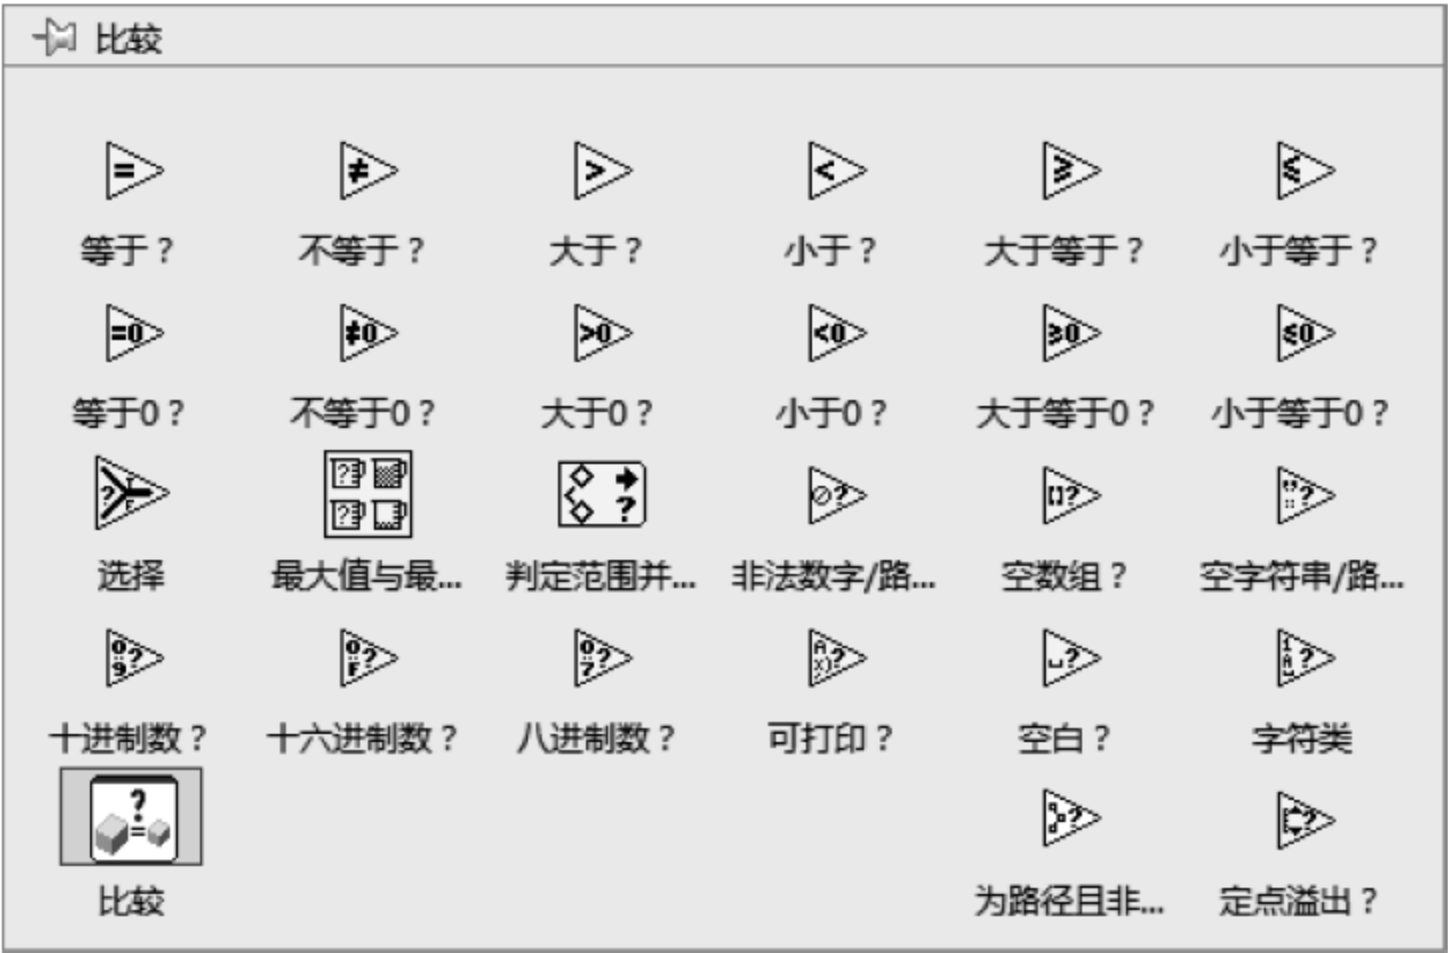 比较
等于？ 不等于？ 大于？ 小于？ 大于等于？ 小于等于？
等于0？ 不等于0？ 大于0？ 小于0？ 大于等于0？ 小于等于0？
选择 最大值与最... 判定范围并... 非法数字/路... 空数组？ 空字符串/路...
十进制数？ 十六进制数？ 八进制数？ 可打印？ 空白？ 字符类
比较 为路径且非... 定点溢出？